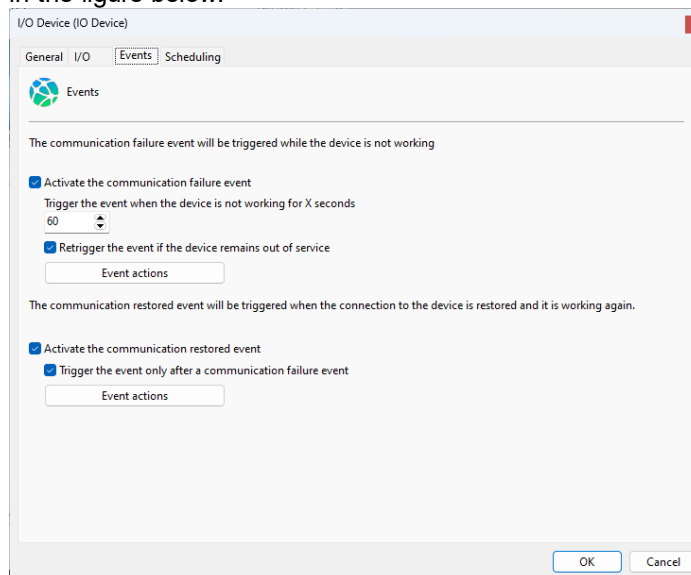 in the figure below:
I/O Device (IO Device)
General I/O Events Scheduling
Events
The communication failure event will be triggered while the device is not working
Activate the communication failure event
Trigger the event when the device is not working for X seconds
60
Retrigger the event if the device remains out of service
Event actions
The communication restored event will be triggered when the connection to the device is restored and it is working again.
Activate the communication restored event
Trigger the event only after a communication failure event
Event actions
OK Cancel